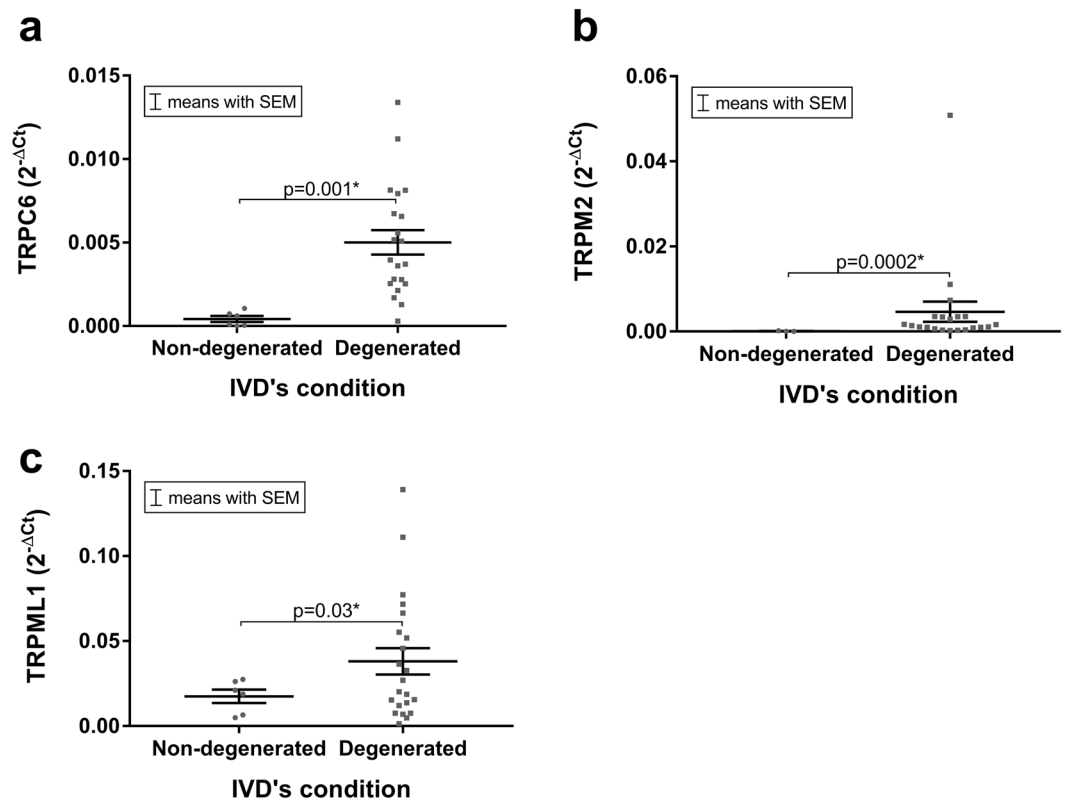 a
0.015
0.010
0.005
0.000
TRPC6 (2-ΔCt)
means with SEM
p=0.001*
Non-degenerated
Degenerated
IVD's condition
b
0.06
0.04
0.02
0.00
TRPM2 (2-ΔCt)
means with SEM
p=0.0002*
Non-degenerated
Degenerated
IVD's condition
c
0.15
0.10
0.05
0.00
TRPML1 (2-ΔCt)
means with SEM
p=0.03*
Non-degenerated
Degenerated
IVD's condition